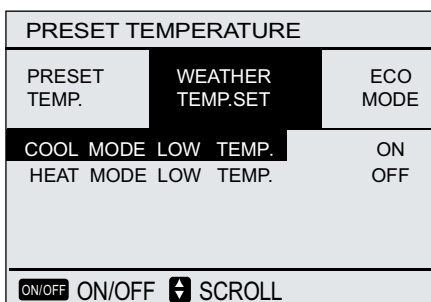 PRESET TEMPERATURE
PRESET TEMP.
WEATHER TEMP.SET
ECO MODE
COOL MODE LOW TEMP. ON
HEAT MODE LOW TEMP. OFF
ON/OFF ON/OFF SCROLL